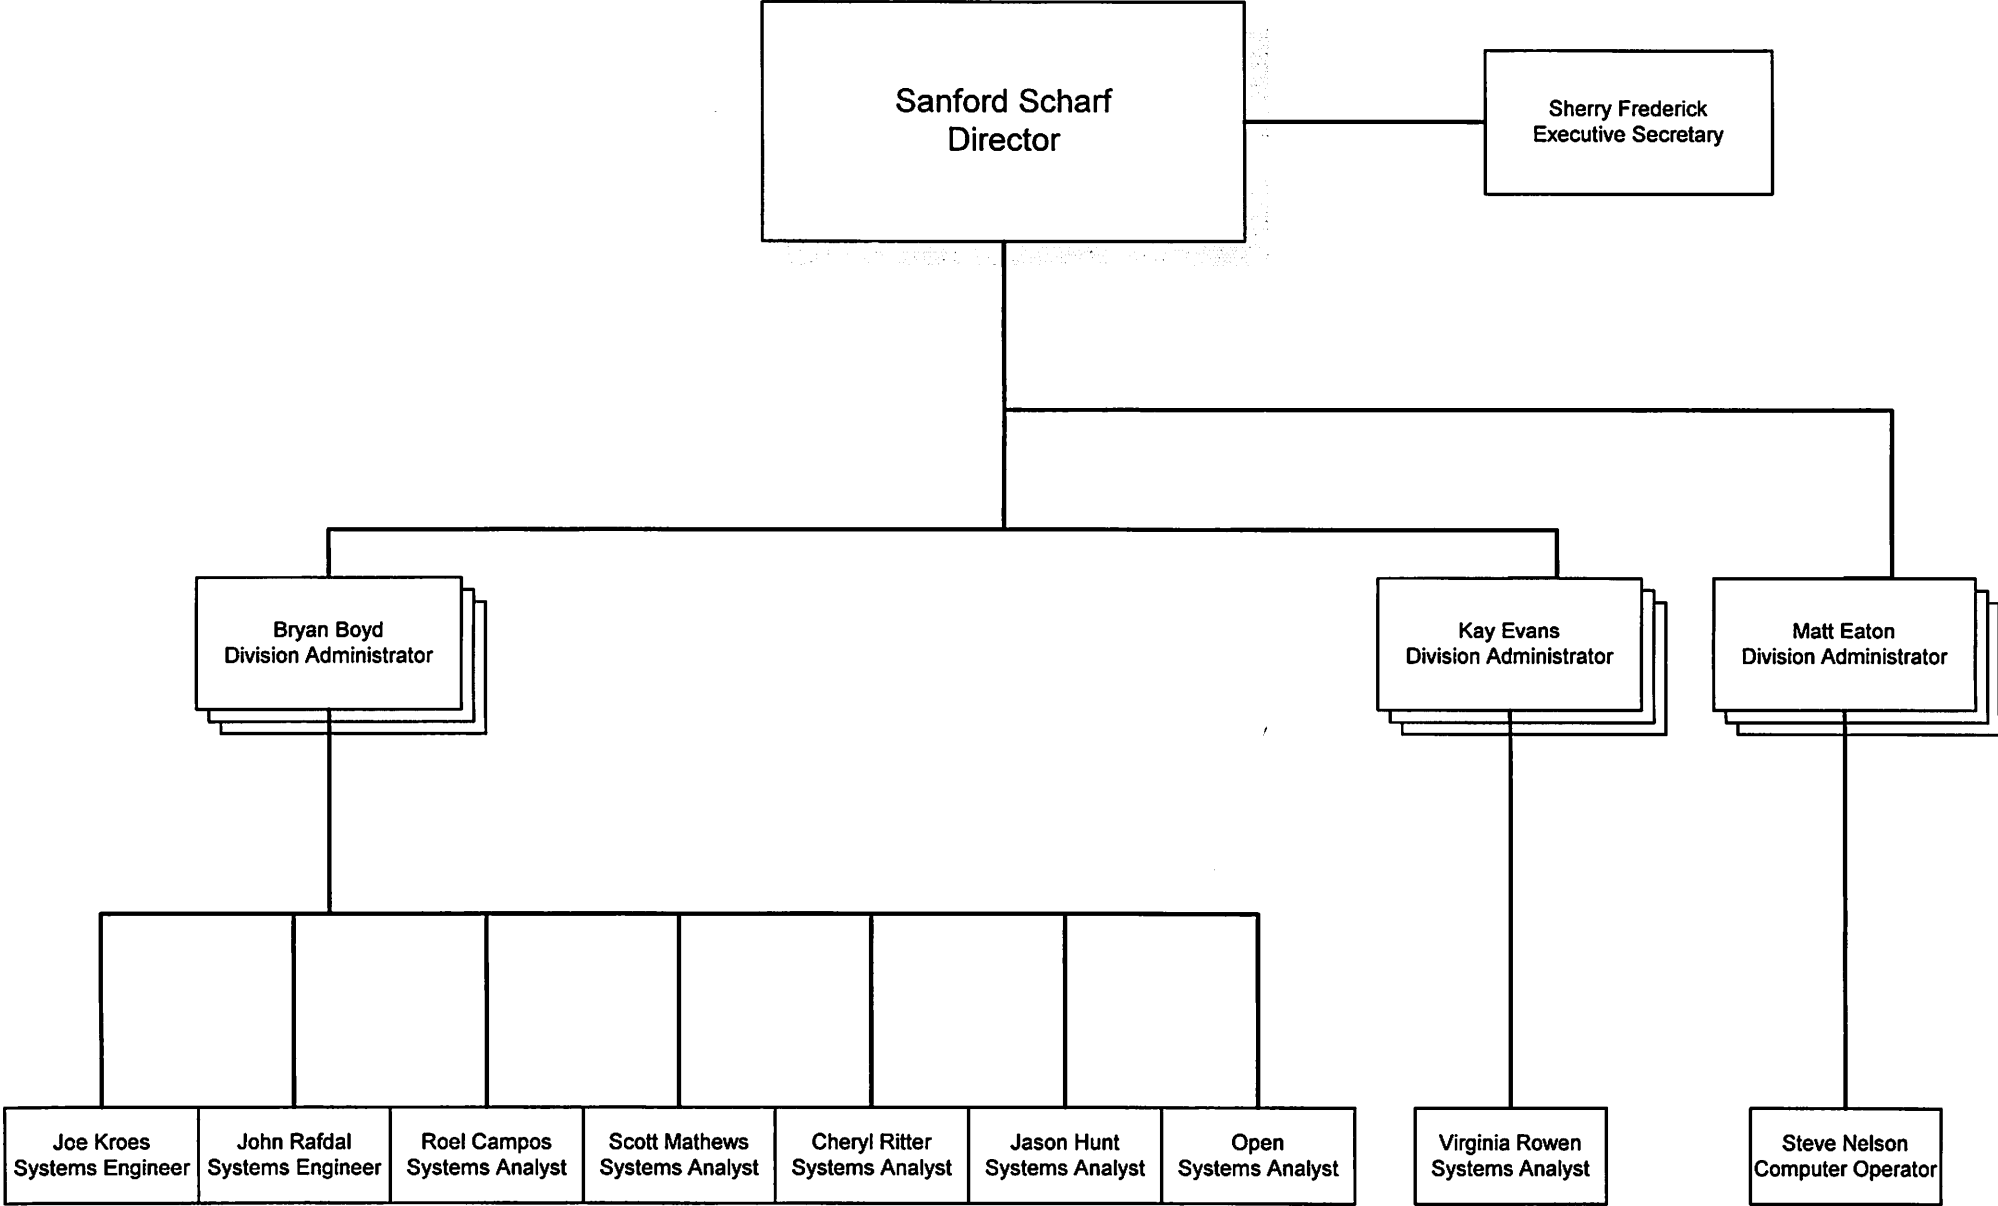 Sanford Scharf
Director
Sherry Frederick
Executive Secretary
Bryan Boyd
Division Administrator
Kay Evans
Division Administrator
Matt Eaton
Division Administrator
Joe Kroes
Systems Engineer
John Rafdal
Systems Engineer
Roel Campos
Systems Analyst
Scott Mathews
Systems Analyst
Cheryl Ritter
Systems Analyst
Jason Hunt
Systems Analyst
Open
Systems Analyst
Virginia Rowen
Systems Analyst
Steve Nelson
Computer Operator